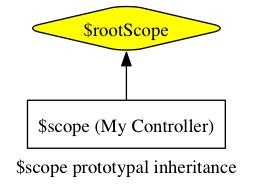 $rootScope
$scope (My Controller)
$scope prototypal inheritance